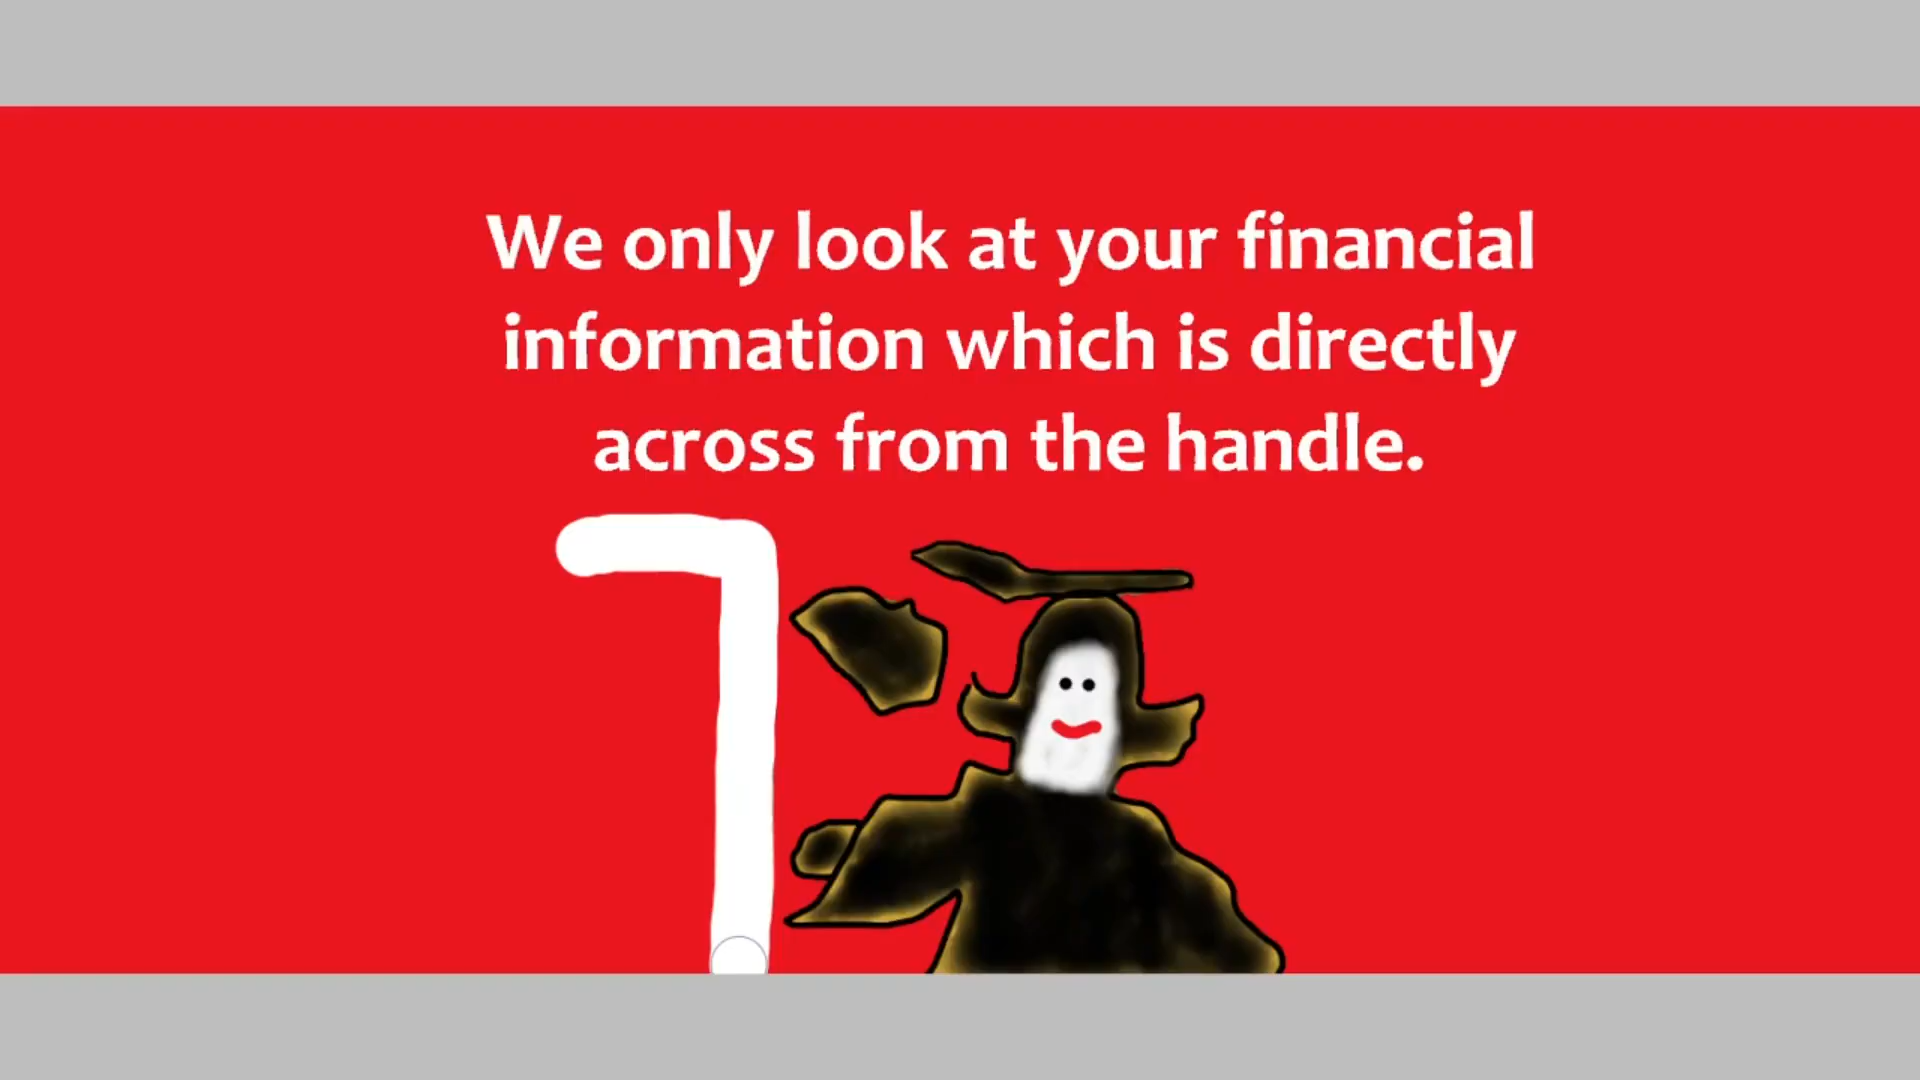 We only look at your financial
information which is directly
across from the handle.